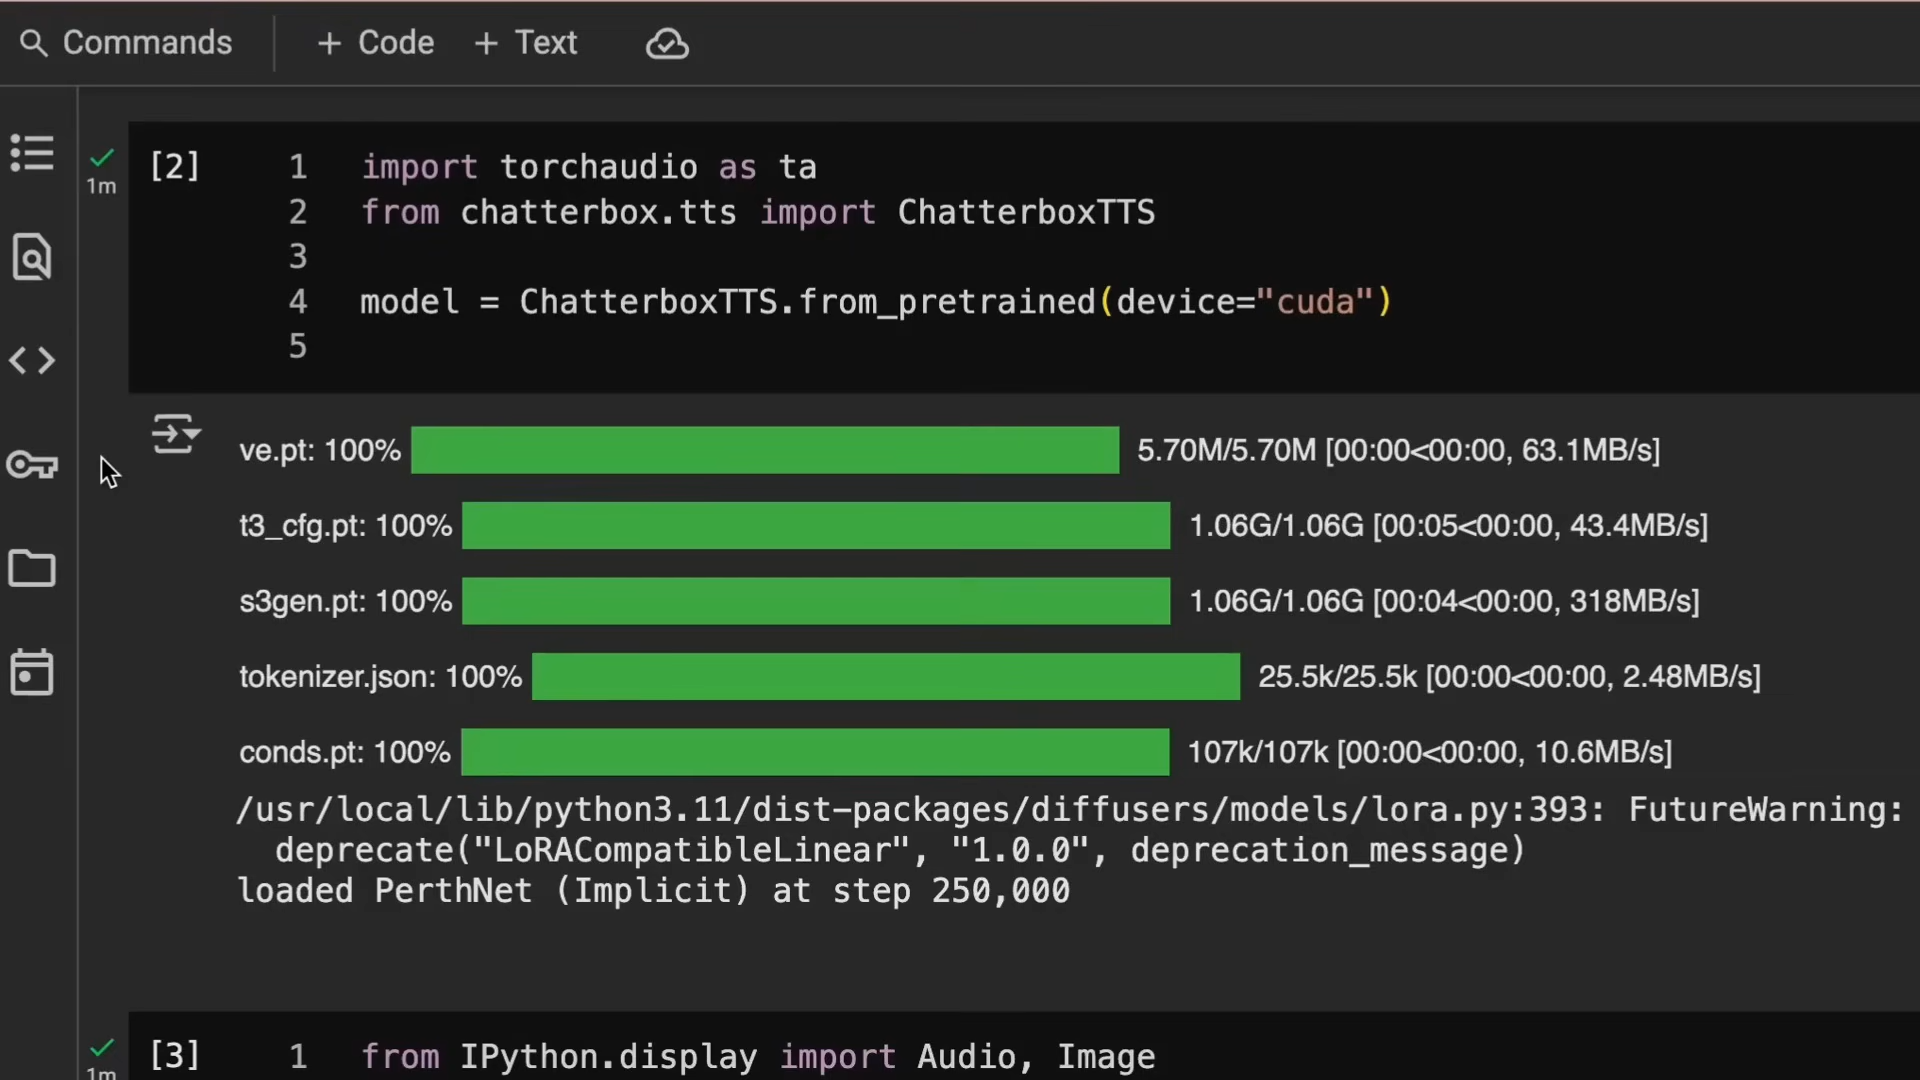 Commands + Code + Text
[2] 1 import torchaudio as ta
1m
2 from chatterbox.tts import ChatterboxTTS
3
4 model = ChatterboxTTS.from_pretrained(device="cuda")
5
ve.pt: 100% 5.70M/5.70M [00:00<00:00, 63.1MB/s]
t3_cfg.pt: 100% 1.06G/1.06G [00:05<00:00, 43.4MB/s]
s3gen.pt: 100% 1.06G/1.06G [00:04<00:00, 318MB/s]
tokenizer.json: 100% 25.5k/25.5k [00:00<00:00, 2.48MB/s]
conds.pt: 100% 107k/107k [00:00<00:00, 10.6MB/s]
/usr/local/lib/python3.11/dist-packages/diffusers/models/lora.py:393: FutureWarning:
deprecate("LoRACompatibleLinear", "1.0.0", deprecation_message)
loaded PerthNet (Implicit) at step 250,000
[3] 1 from IPython.display import Audio, Image
1m